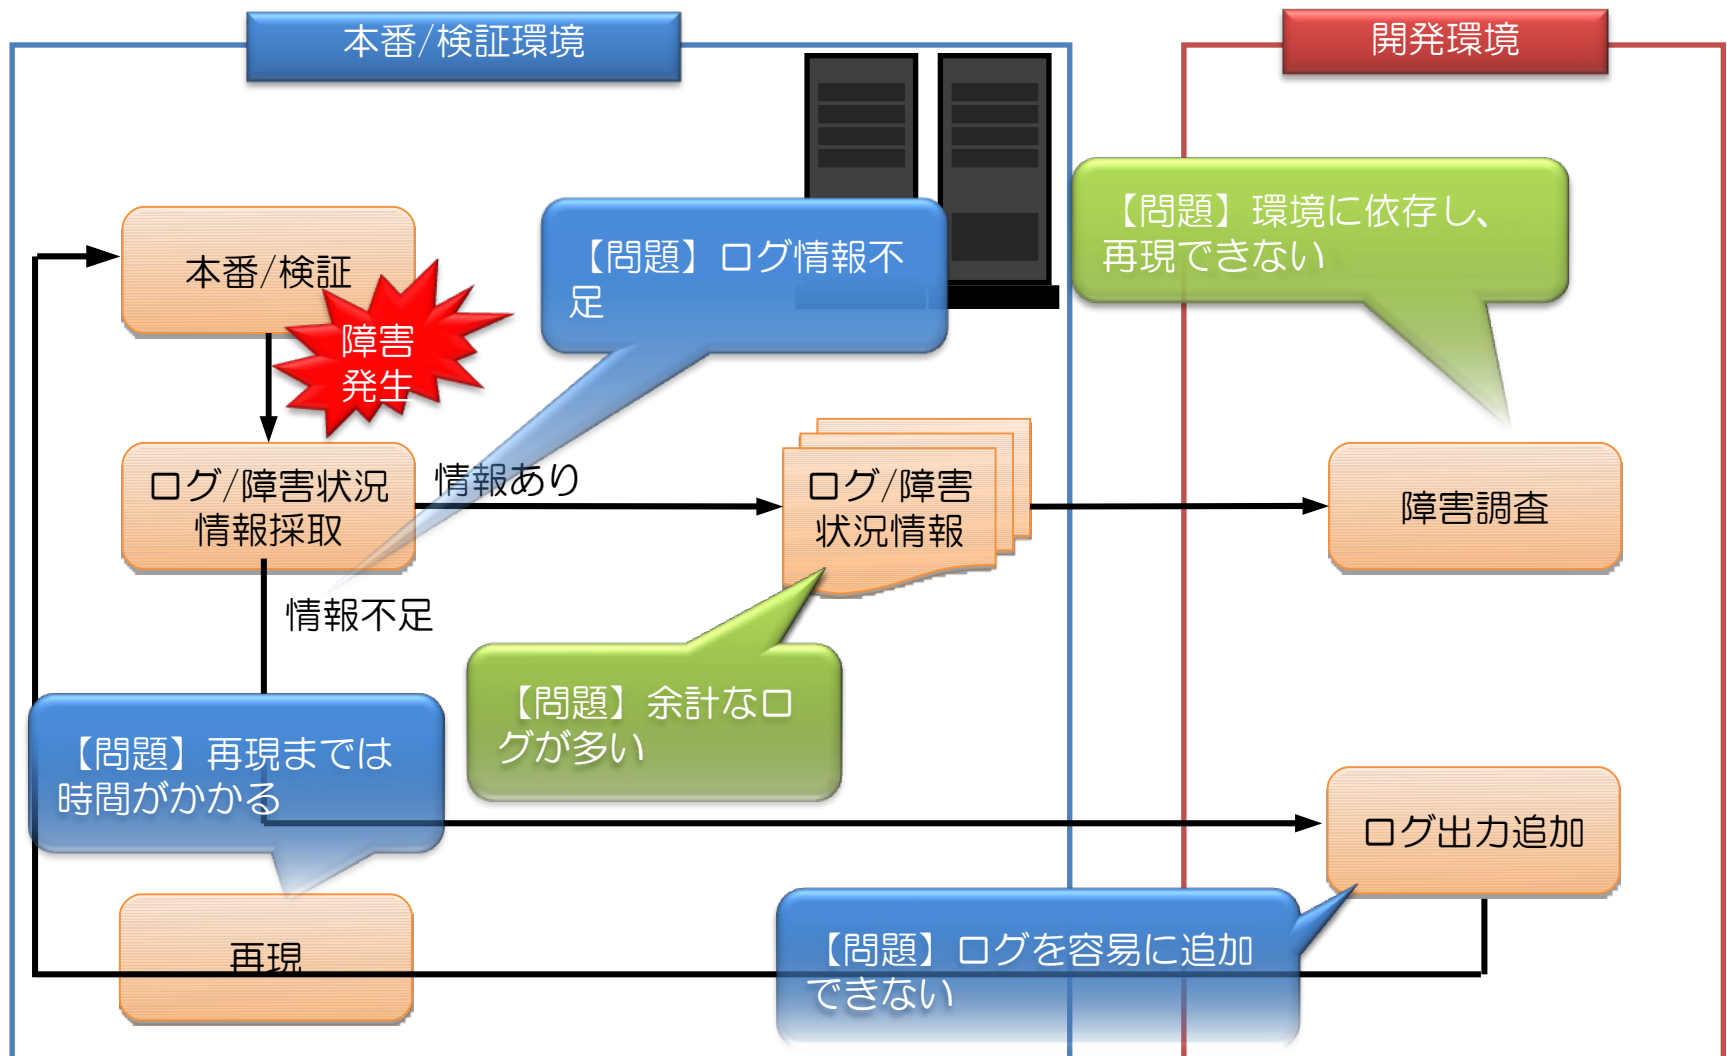 本番/検証環境
開発環境
【問題】環境に依存し、
再現できない
【問題】ログ情報不
足
本番/検証
障害
発生
ログ/障害状況
情報採取
情報あり
ログ/障害
状況情報
障害調査
情報不足
【問題】余計なロ
グが多い
【問題】再現までは
時間がかかる
ログ出力追加
再現
【問題】ログを容易に追加
できない